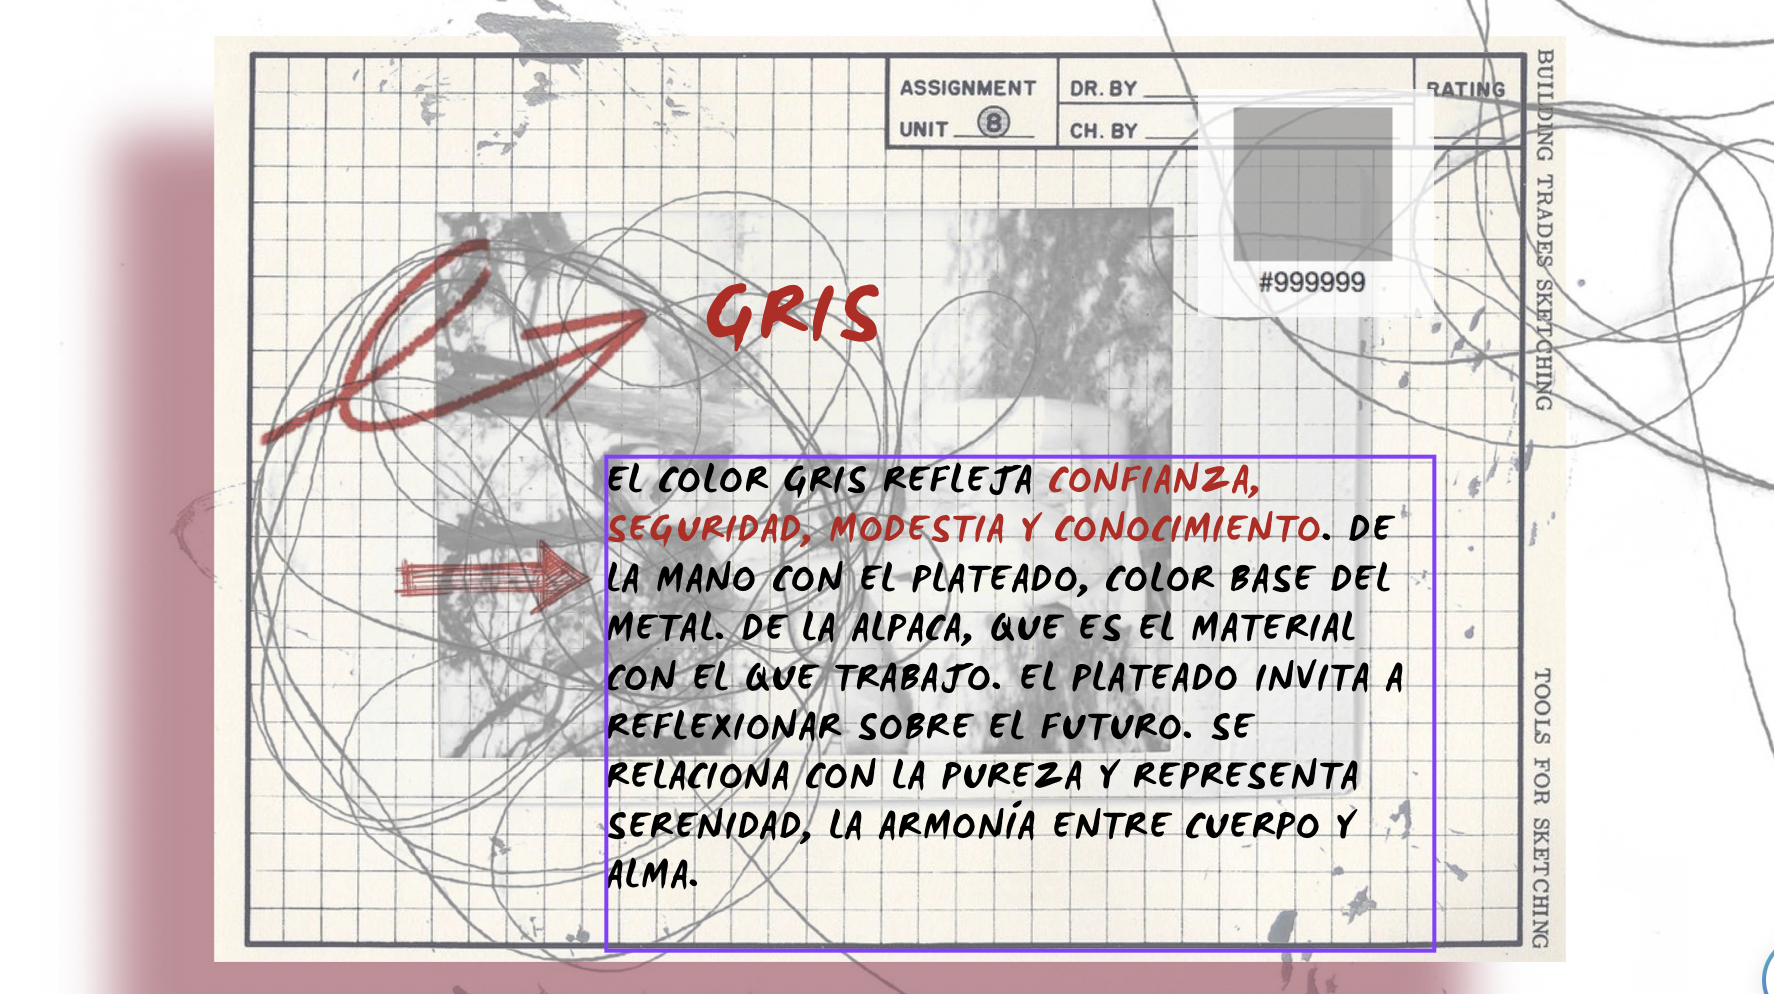 ASSIGNMENT
UNIT 8
DR. BY
CH. BY
RATING
#999999
BUILDING TRADES SKETCHING
TOOLS FOR SKETCHING
GRIS
EL COLOR GRIS REFLEJA CONFIANZA,
SEGURIDAD, MODESTIA Y CONOCIMIENTO. DE
LA MANO CON EL PLATEADO, COLOR BASE DEL
METAL. DE LA ALPACA, QUE ES EL MATERIAL
CON EL QUE TRABAJO. EL PLATEADO INVITA A
REFLEXIONAR SOBRE EL FUTURO. SE
RELACIONA CON LA PUREZA Y REPRESENTA
SERENIDAD, LA ARMONÍA ENTRE CUERPO Y
ALMA.